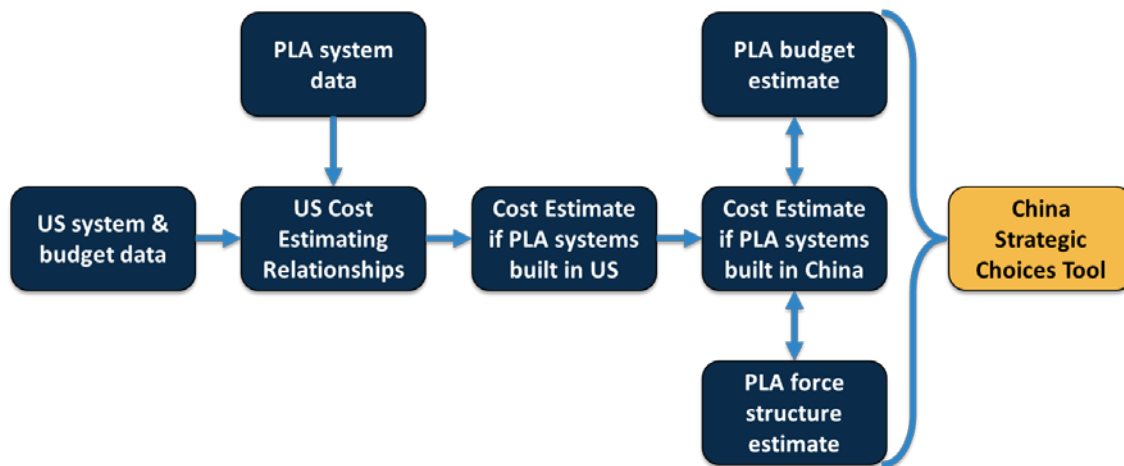 PLA system
data
PLA budget
estimate
US system &
budget data
US Cost
Estimating
Relationships
Cost Estimate
if PLA systems
built in US
Cost Estimate
if PLA systems
built in China
China
Strategic
Choices Tool
PLA force
structure
estimate